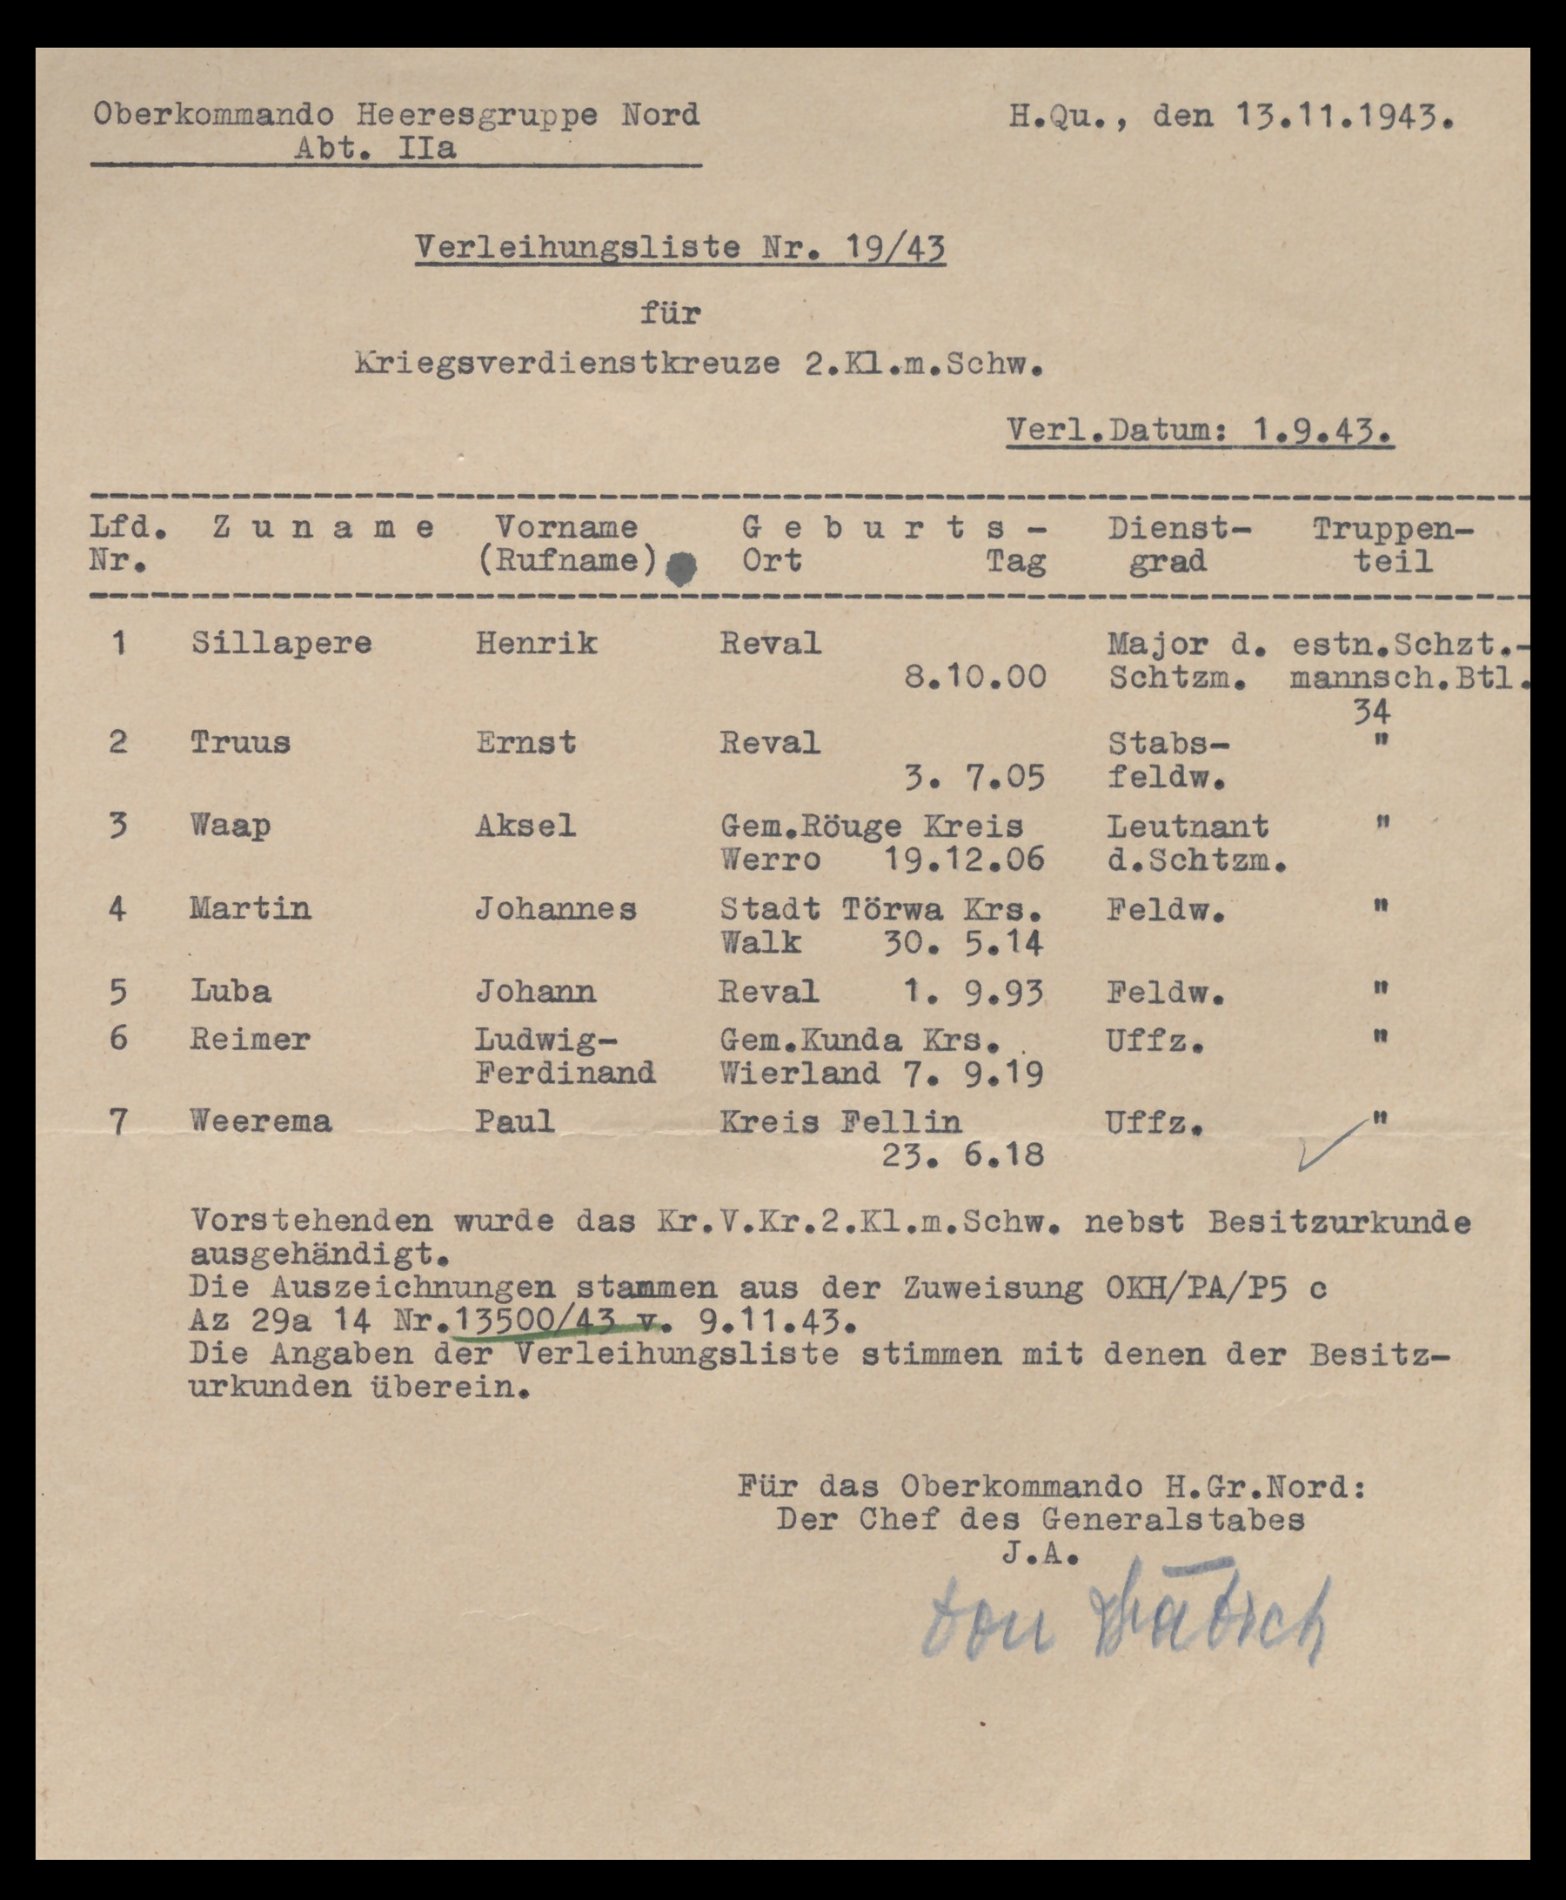 Oberkommando Heeresgruppe Nord H.Qu., den 13.11.1943.
Abt. IIa
Verleihungsliste Nr. 19/43
für
Kriegsverdienstkreuze 2.Kl.m.Schw.
Verl.Datum: 1.9.43.
Lfd. Z u n a m e Vorname G e b u r t s - Dienst- Truppen-
Nr. (Rufname) Ort Tag grad teil
1 Sillapere Henrik Reval Major d. estn.Schzt.-
8.10.00 Schtzm. mannsch.Btl.
34
2 Truus Ernst Reval Stabs- "
3. 7.05 feldw.
3 Waap Aksel Gem.Röuge Kreis Leutnant "
Werro 19.12.06 d.Schtzm.
4 Martin Johannes Stadt Törwa Krs. Feldw. "
Walk 30. 5.14
5 Luba Johann Reval 1. 9.93 Feldw. "
6 Reimer Ludwig- Gem.Kunda Krs. Uffz. "
Ferdinand Wierland 7. 9.19
7 Weerema Paul Kreis Fellin Uffz. "
23. 6.18
Vorstehenden wurde das Kr.V.Kr.2.Kl.m.Schw. nebst Besitzurkunde
ausgehändigt.
Die Auszeichnungen stammen aus der Zuweisung OKH/PA/P5 c
Az 29a 14 Nr.13500/43 v. 9.11.43.
Die Angaben der Verleihungsliste stimmen mit denen der Besitz-
urkunden überein.
Für das Oberkommando H.Gr.Nord:
Der Chef des Generalstabes
J.A.
von